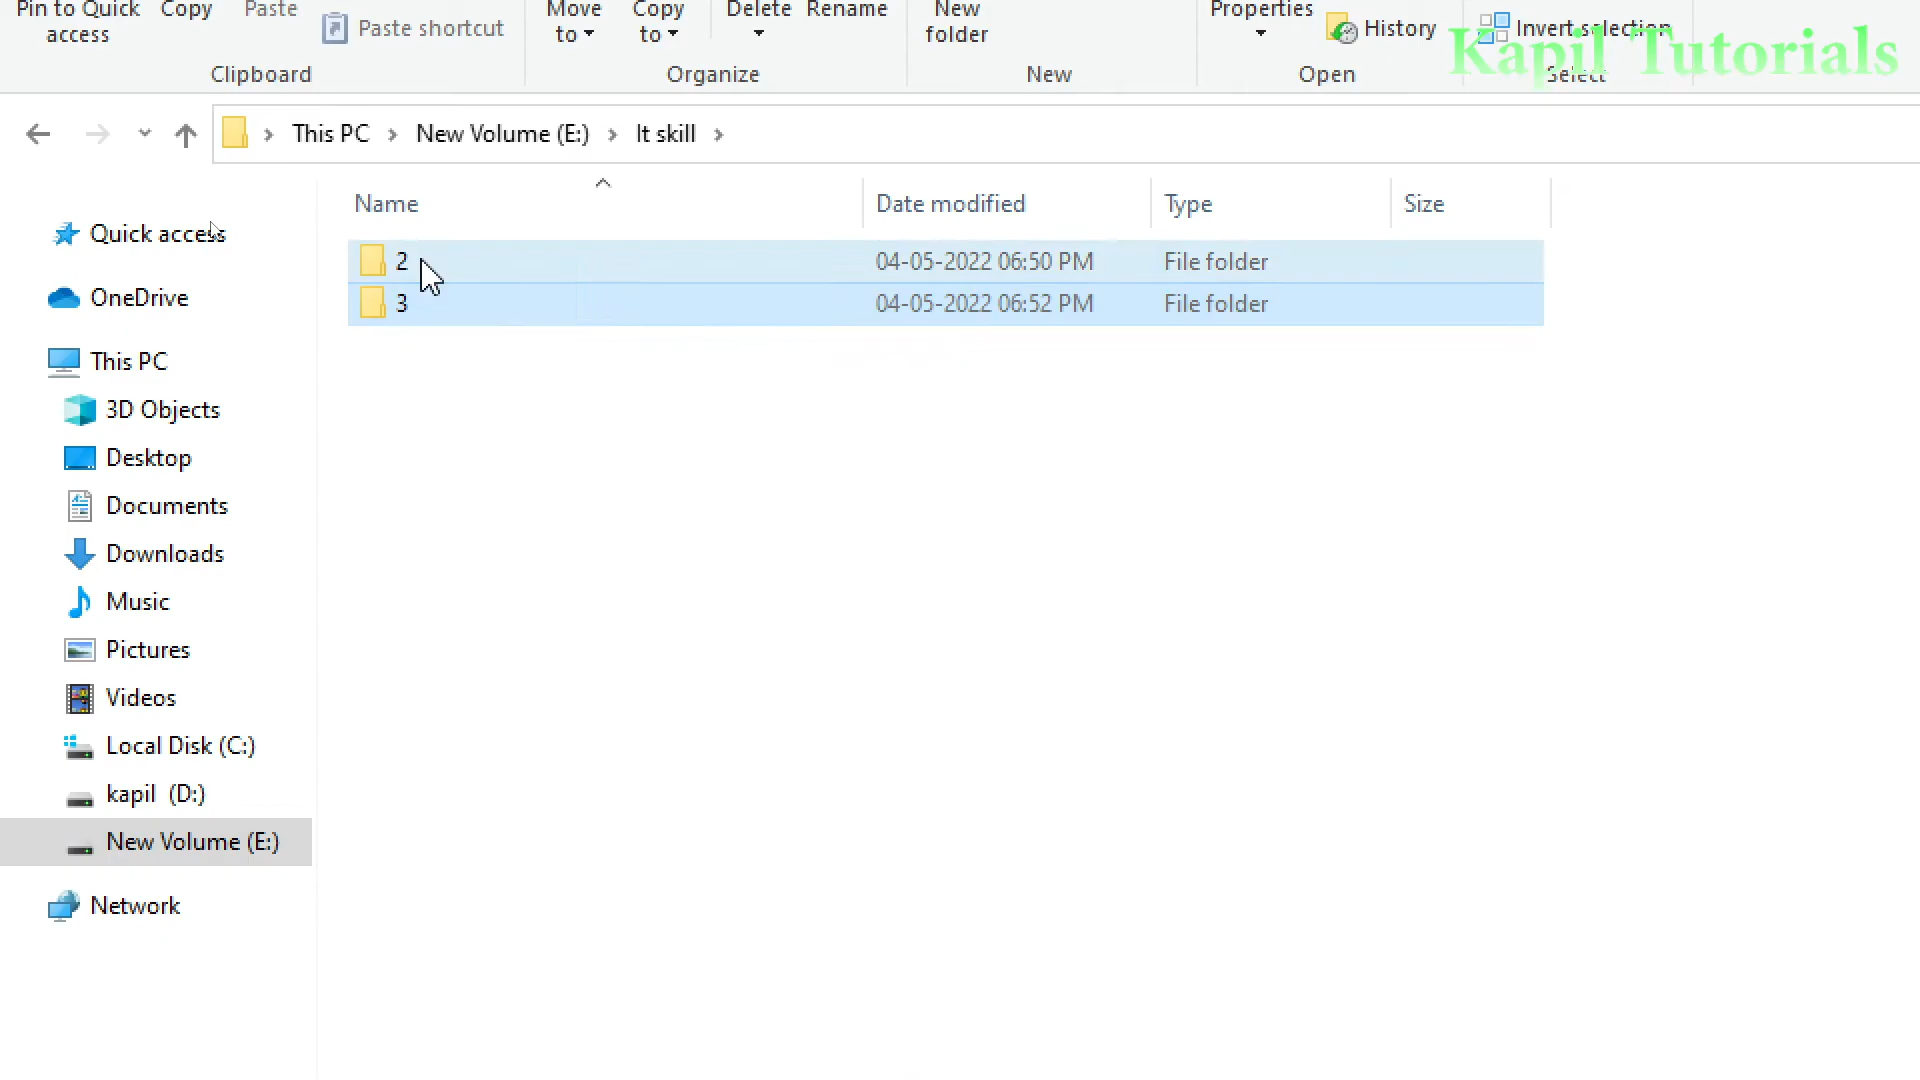 Pin to Quick access
Copy
Paste
Paste shortcut
Clipboard
Move to
Copy to
Delete
Rename
Organize
New folder
New
Properties
History
Open
Invert selection
Select
Kapil Tutorials
This PC > New Volume (E:) > It skill >
Name Date modified Type Size
2 04-05-2022 06:50 PM File folder
3 04-05-2022 06:52 PM File folder
Quick access
OneDrive
This PC
3D Objects
Desktop
Documents
Downloads
Music
Pictures
Videos
Local Disk (C:)
kapil (D:)
New Volume (E:)
Network